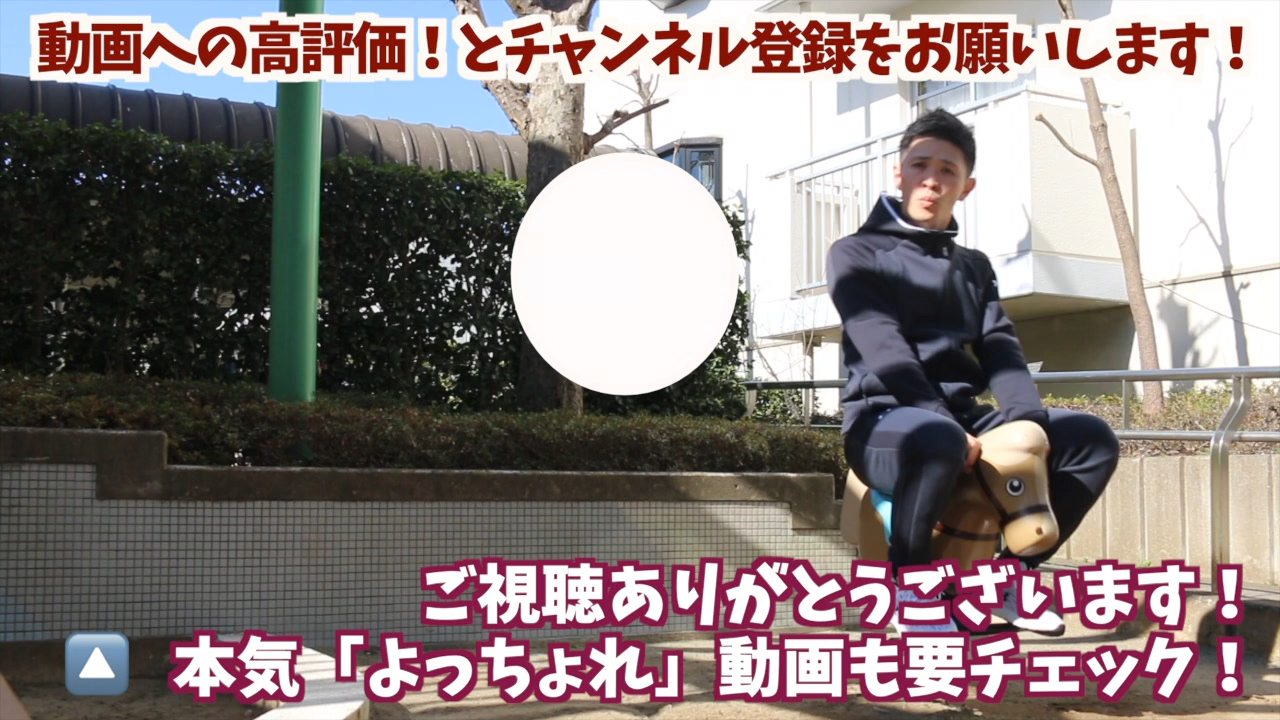 動画への高評価！とチャンネル登録をお願いします！
ご視聴ありがとうございます！
本気「よっちょれ」動画も要チェック！